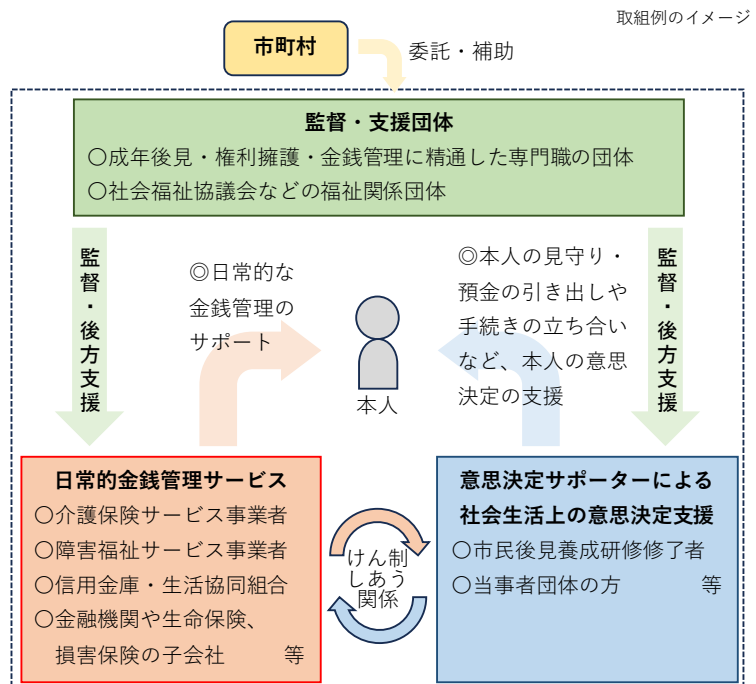 取組例のイメージ
市町村
委託・補助
監督・支援団体
〇成年後見・権利擁護・金銭管理に精通した専門職の団体
〇社会福祉協議会などの福祉関係団体
監督・後方支援
◎日常的な
金銭管理の
サポート
本人
◎本人の見守り・
預金の引き出しや
手続きの立ち合い
など、本人の意思
決定の支援
監督・後方支援
日常的金銭管理サービス
〇介護保険サービス事業者
〇障害福祉サービス事業者
〇信用金庫・生活協同組合
〇金融機関や生命保険、
損害保険の子会社　　等
けん制
しあう
関係
意思決定サポーターによる
社会生活上の意思決定支援
〇市民後見養成研修修了者
〇当事者団体の方　　　等